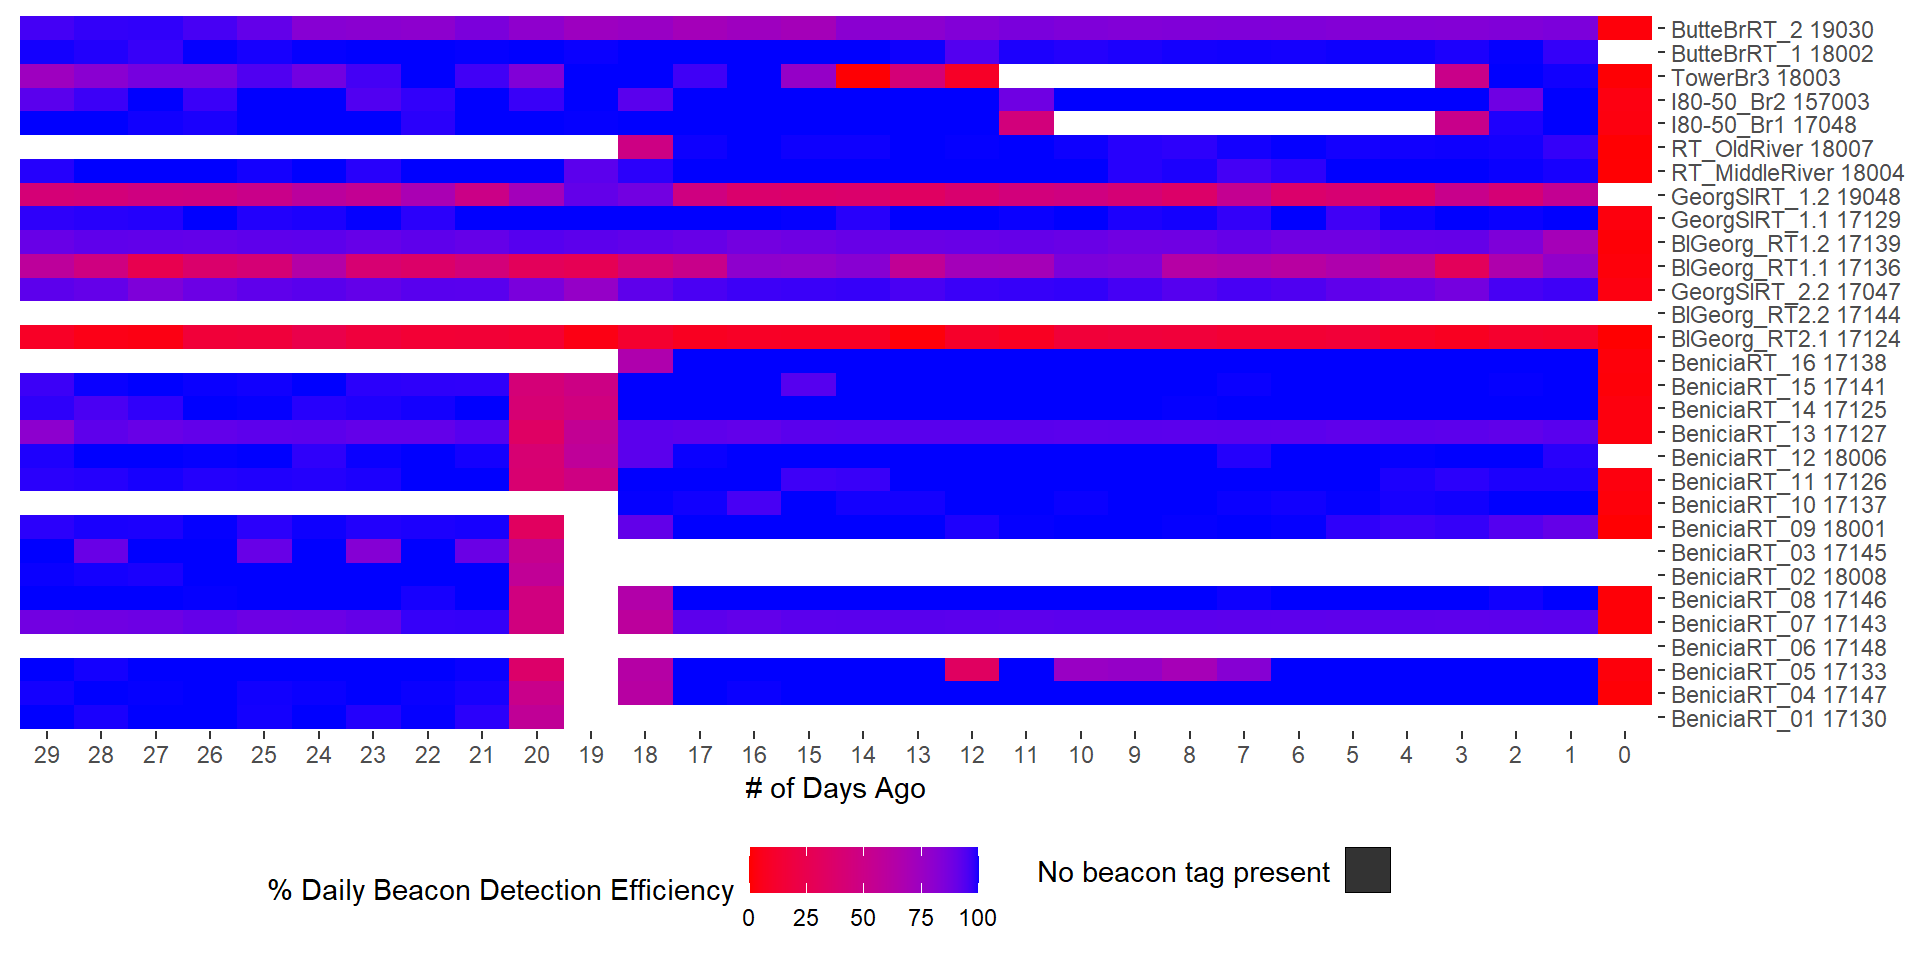 ButteBrRT_2 19030
ButteBrRT_1 18002
TowerBr3 18003
I80-50_Br2 157003
I80-50_Br1 17048
RT_OldRiver 18007
RT_MiddleRiver 18004
GeorgSlRT_1.2 19048
GeorgSlRT_1.1 17129
BlGeorg_RT1.2 17139
BlGeorg_RT1.1 17136
GeorgSlRT_2.2 17047
BlGeorg_RT2.2 17144
BlGeorg_RT2.1 17124
BeniciaRT_16 17138
BeniciaRT_15 17141
BeniciaRT_14 17125
BeniciaRT_13 17127
BeniciaRT_12 18006
BeniciaRT_11 17126
BeniciaRT_10 17137
BeniciaRT_09 18001
BeniciaRT_03 17145
BeniciaRT_02 18008
BeniciaRT_08 17146
BeniciaRT_07 17143
BeniciaRT_06 17148
BeniciaRT_05 17133
BeniciaRT_04 17147
BeniciaRT_01 17130
29 28 27 26 25 24 23 22 21 20 19 18 17 16 15 14 13 12 11 10 9 8 7 6 5 4 3 2 1 0
# of Days Ago
% Daily Beacon Detection Efficiency
0 25 50 75 100
No beacon tag present